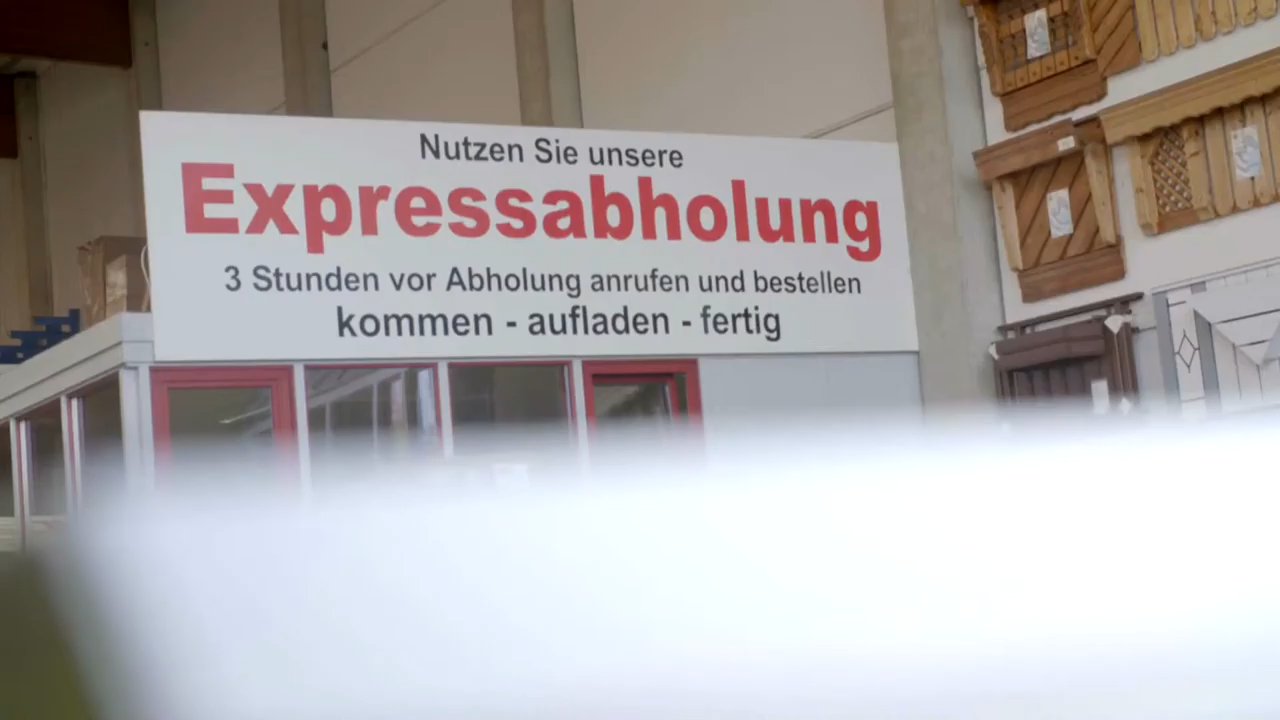 Nutzen Sie unsere
Expressabholung
3 Stunden vor Abholung anrufen und bestellen
kommen - aufladen - fertig